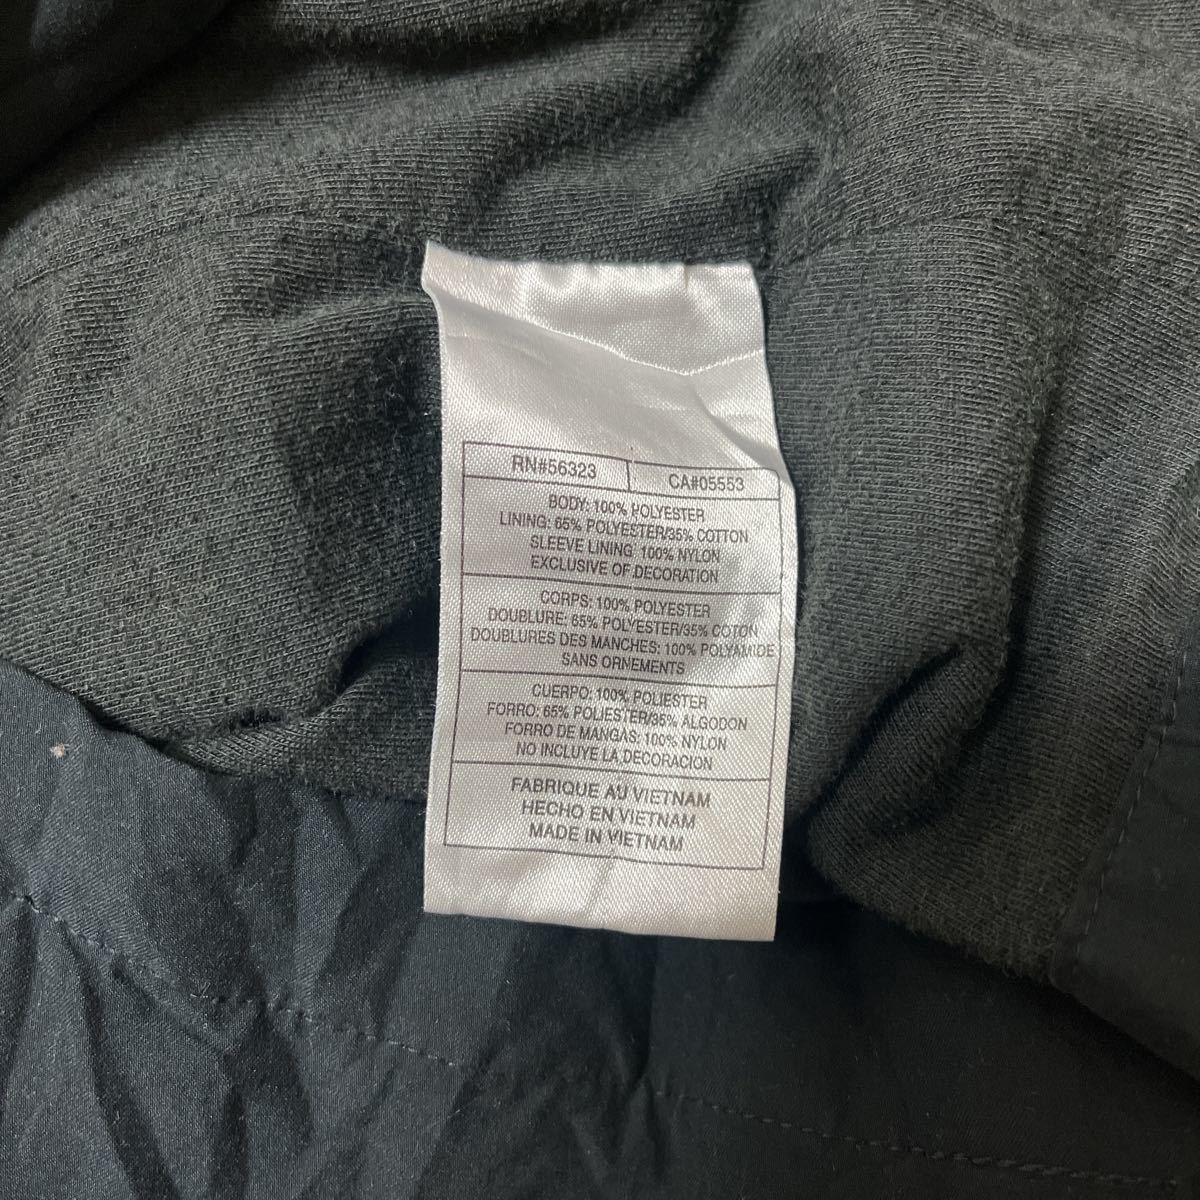 RN#56323 CA#05553
BODY: 100% POLYESTER
LINING: 65% POLYESTER/35% COTTON
SLEEVE LINING: 100% NYLON
EXCLUSIVE OF DECORATION
CORPS: 100% POLYESTER
DOUBLURE: 65% POLYESTER/35% COTON
DOUBLURES DES MANCHES: 100% POLYAMIDE
SANS ORNEMENTS
CUERPO: 100% POLIESTER
FORRO: 65% POLIESTER/35% ALGODON
FORRO DE MANGAS: 100% NYLON
NO INCLUYE LA DECORACION
FABRIQUE AU VIETNAM
HECHO EN VIETNAM
MADE IN VIETNAM